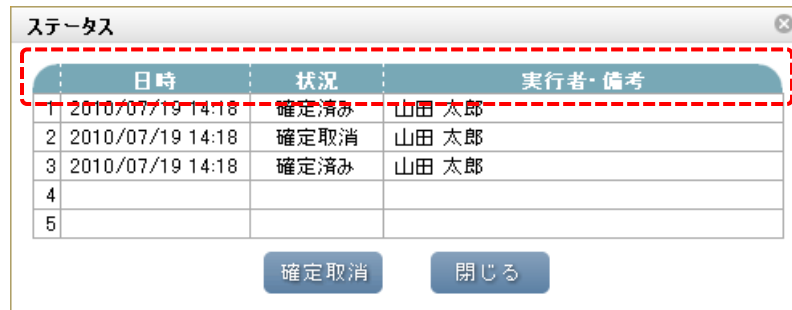 ステータス
日時 状況 実行者・備考
1 2010/07/19 14:18 確定済み 山田 太郎
2 2010/07/19 14:18 確定取消 山田 太郎
3 2010/07/19 14:18 確定済み 山田 太郎
4
5
確定取消 閉じる